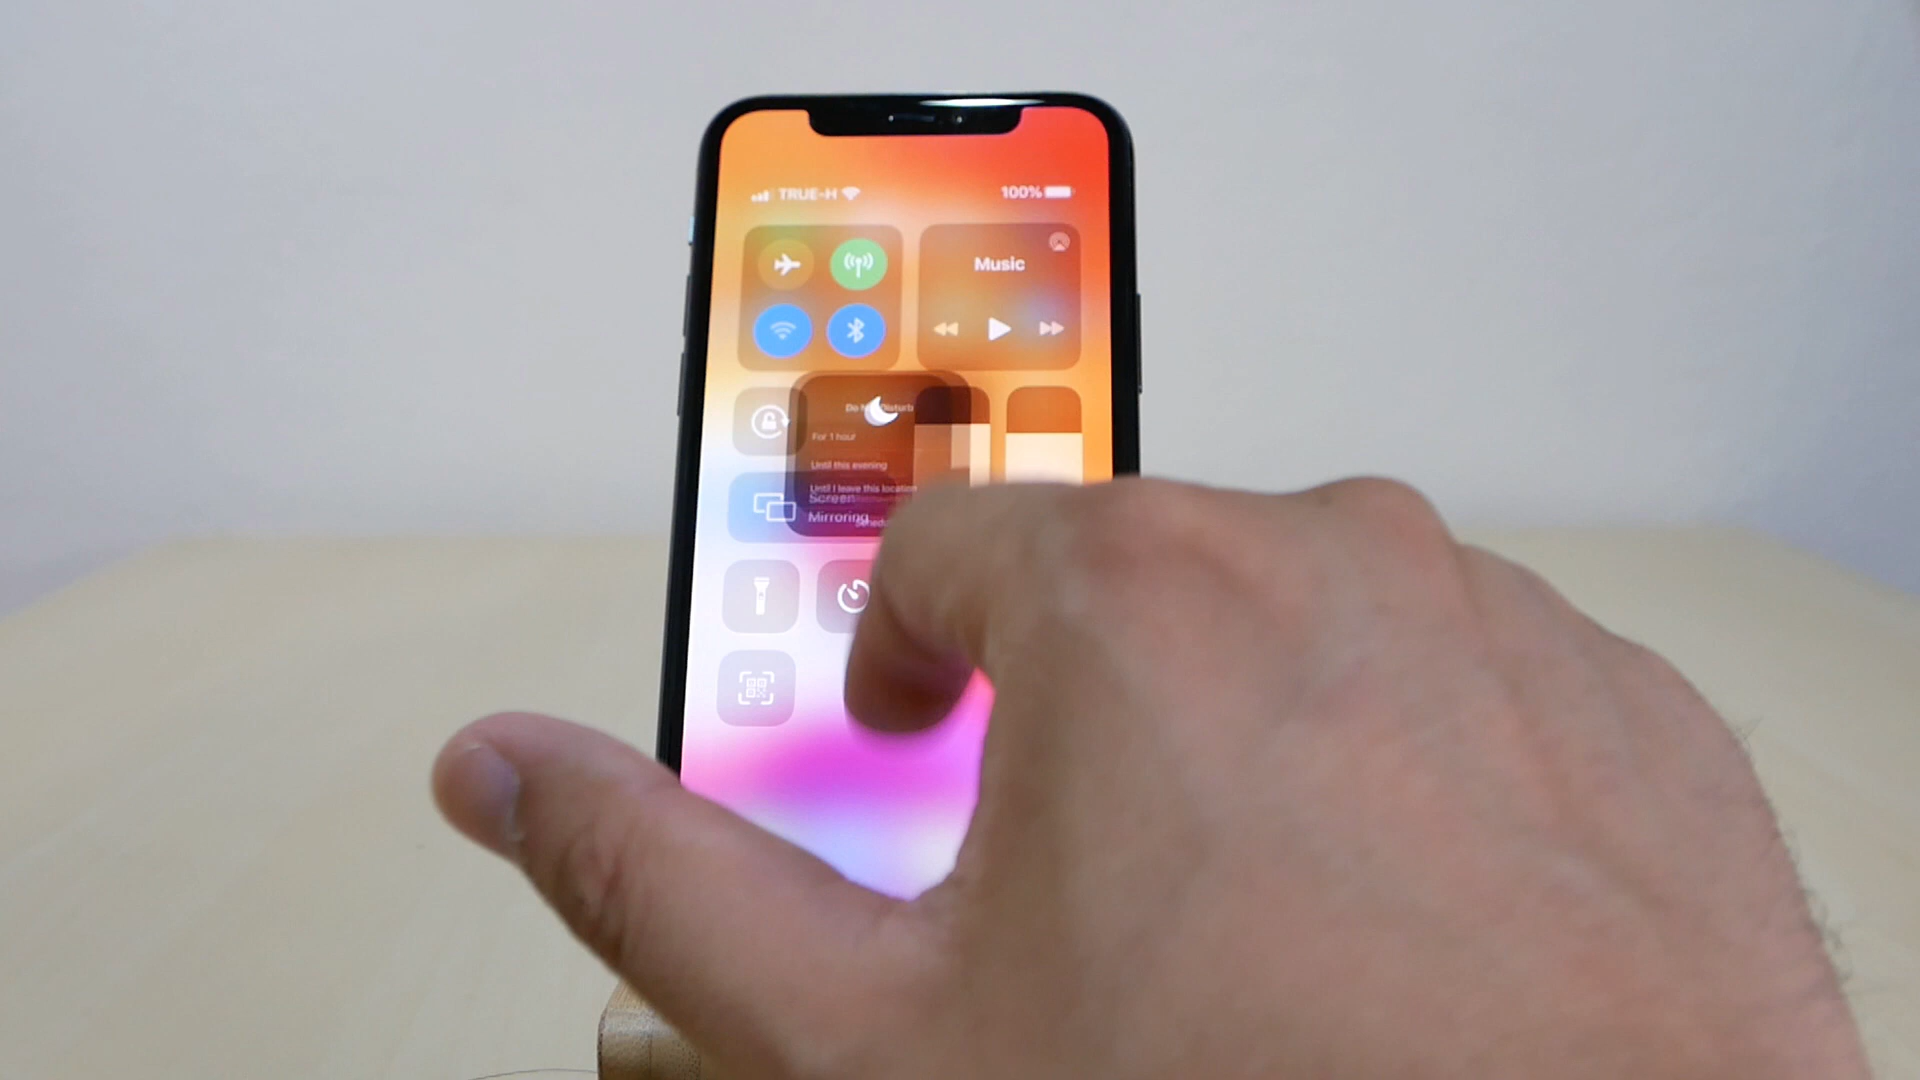 TRUE-H
100%
Music
For 1 hour
Until this evening
Until I leave this location
Screen
Mirroring